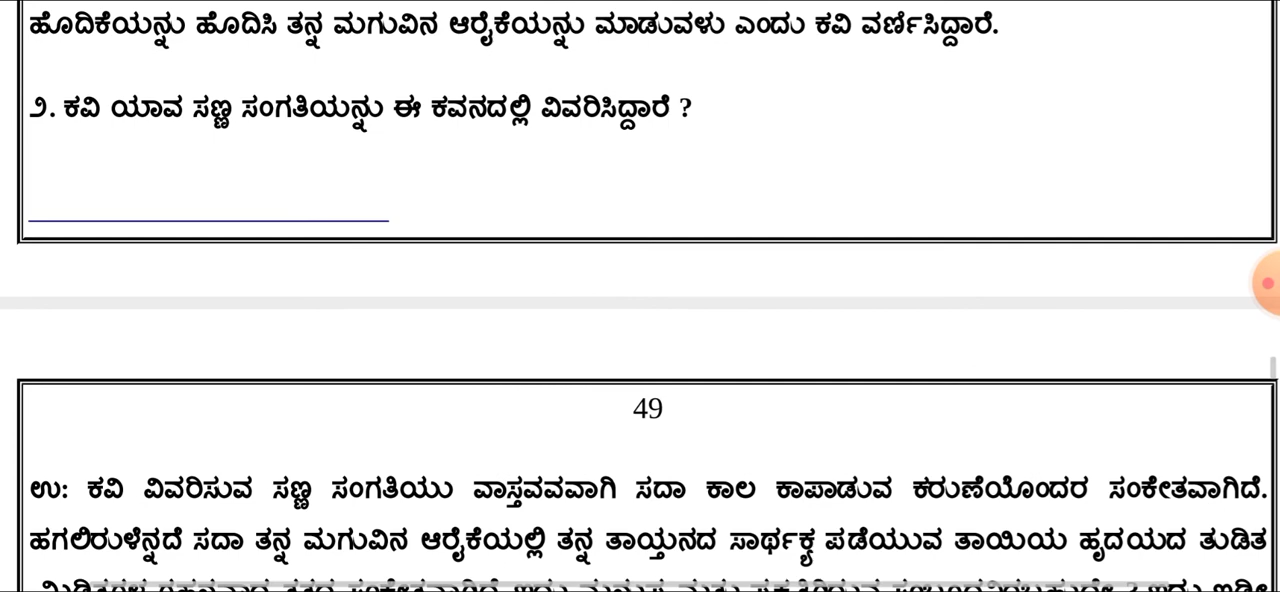 ಹೊದಿಕೆಯನ್ನು ಹೊದಿಸಿ ತನ್ನ ಮಗುವಿನ ಆರೈಕೆಯನ್ನು ಮಾಡುವಳು ಎಂದು ಕವಿ ವರ್ಣಿಸಿದ್ದಾರೆ.
೨. ಕವಿ ಯಾವ ಸಣ್ಣ ಸಂಗತಿಯನ್ನು ಈ ಕವನದಲ್ಲಿ ವಿವರಿಸಿದ್ದಾರೆ ?
49
ಉ: ಕವಿ ವಿವರಿಸುವ ಸಣ್ಣ ಸಂಗತಿಯು ವಾಸ್ತವವವಾಗಿ ಸದಾ ಕಾಲ ಕಾಪಾಡುವ ಕರುಣೆಯೊಂದರ ಸಂಕೇತವಾಗಿದೆ.
ಹಗಲಿರುಳೆನ್ನದೆ ಸದಾ ತನ್ನ ಮಗುವಿನ ಆರೈಕೆಯಲ್ಲಿ ತನ್ನ ತಾಯ್ತನದ ಸಾರ್ಥಕ್ಯ ಪಡೆಯುವ ತಾಯಿಯ ಹೃದಯದ ತುಡಿತ